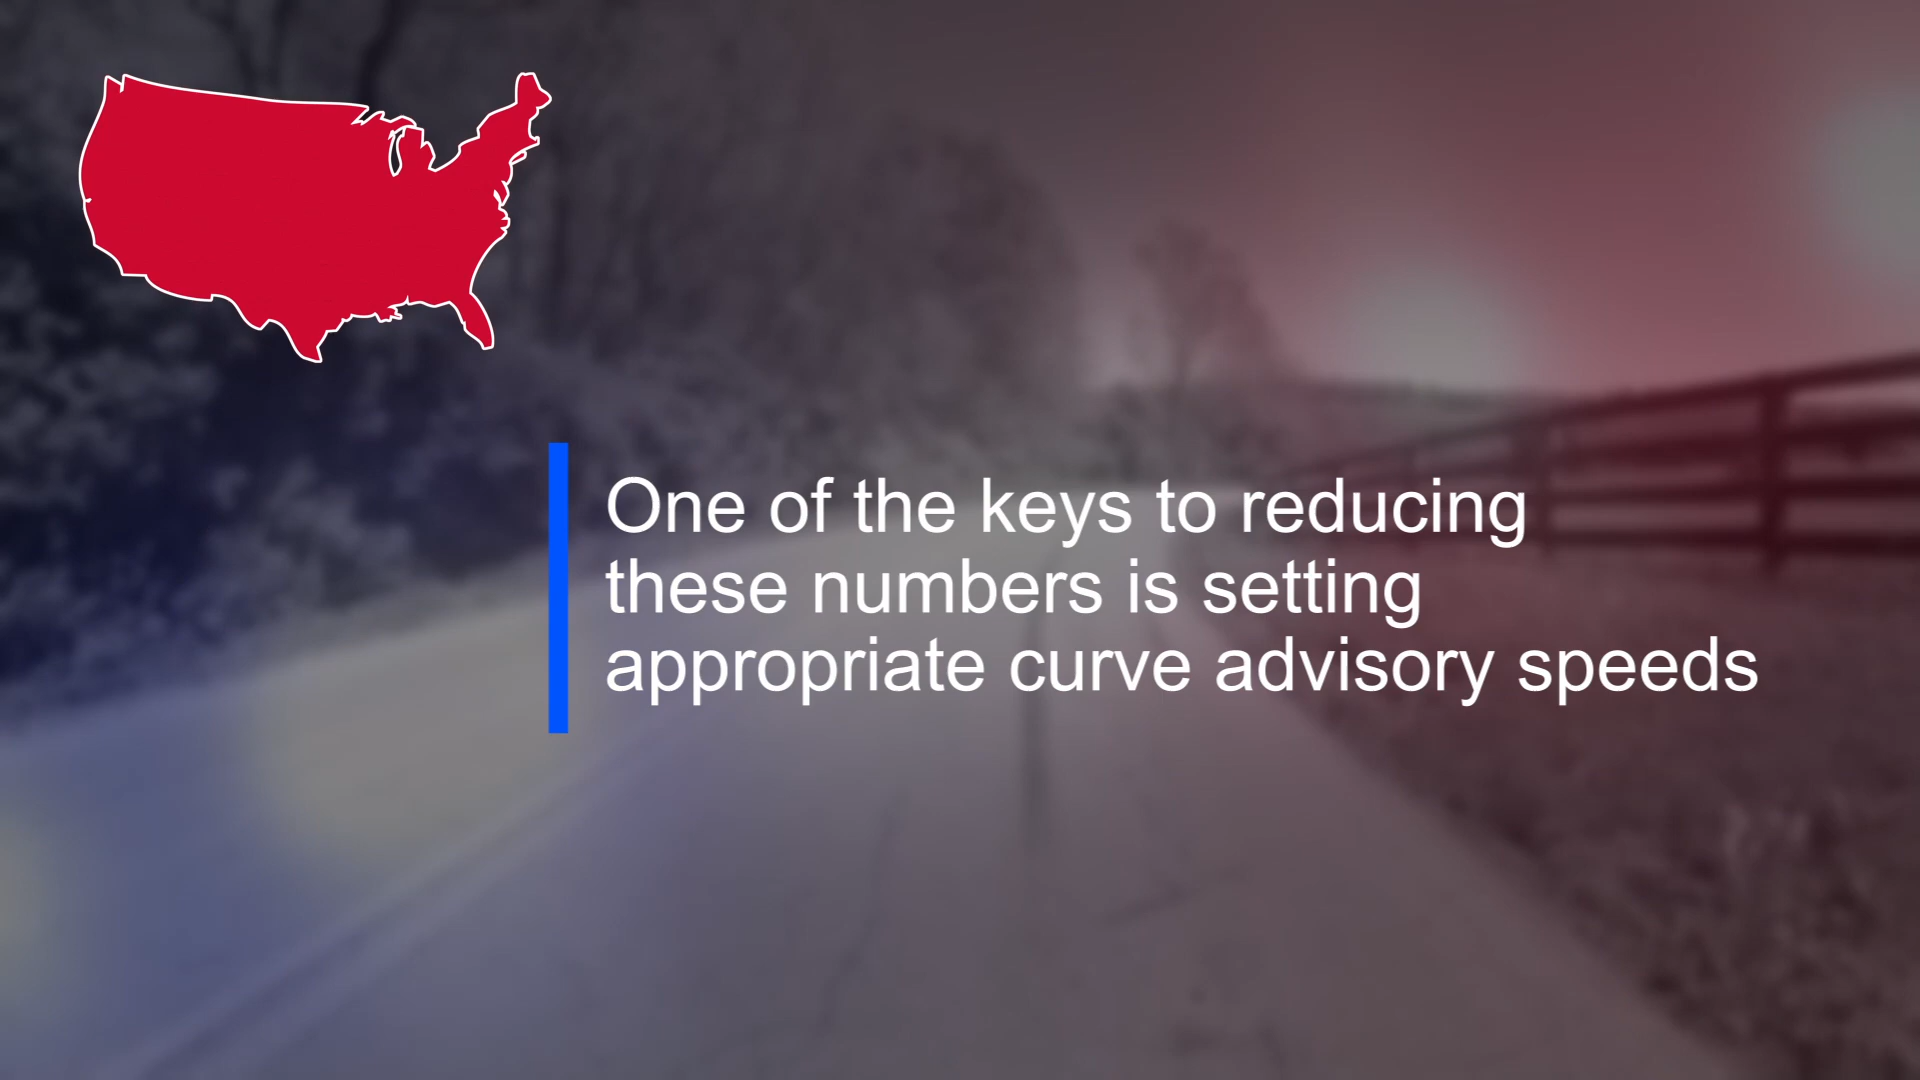 One of the keys to reducing
these numbers is setting
appropriate curve advisory speeds